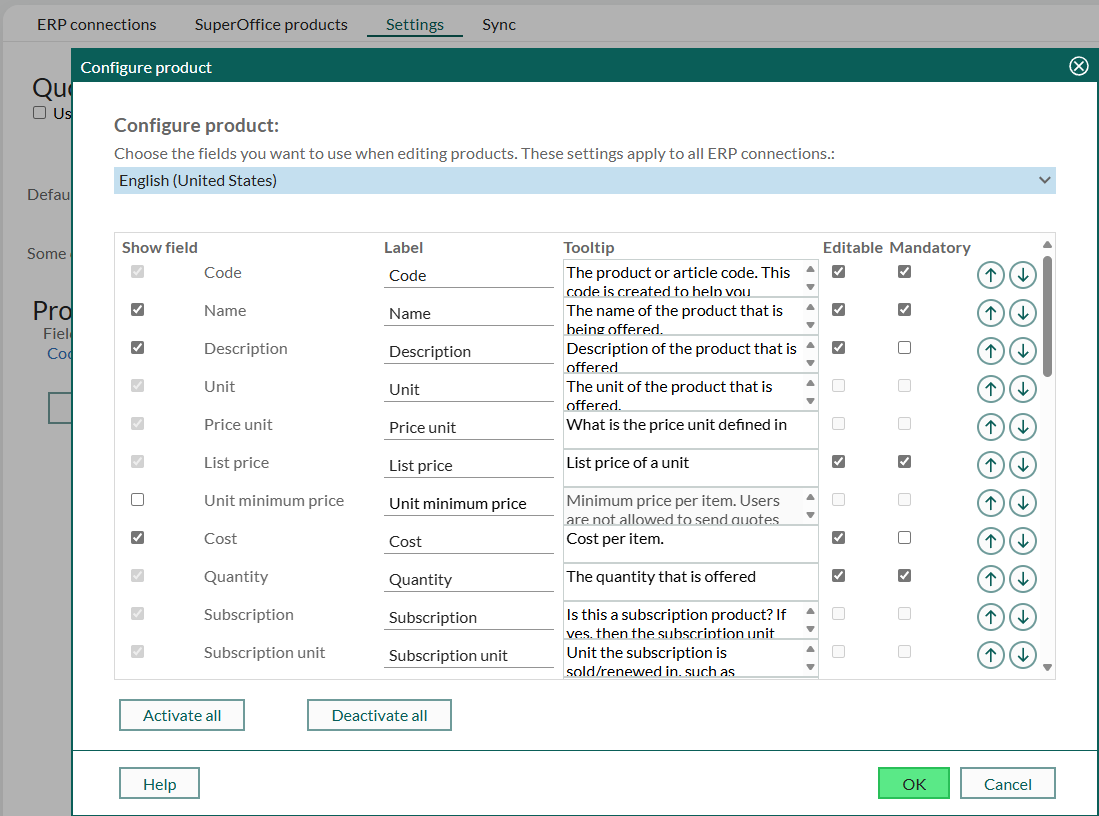 ERP connections SuperOffice products Settings Sync
Configure product
Configure product:
Choose the fields you want to use when editing products. These settings apply to all ERP connections.:
English (United States)
Show field Label Tooltip Editable Mandatory
Code Code The product or article code. This
code is created to help you
Name Name The name of the product that is
being offered.
Description Description Description of the product that is
offered
Unit Unit The unit of the product that is
offered.
Price unit Price unit What is the price unit defined in
List price List price List price of a unit
Unit minimum price Unit minimum price Minimum price per item. Users
are not allowed to send quotes
Cost Cost Cost per item.
Quantity Quantity The quantity that is offered
Subscription Subscription Is this a subscription product? If
yes, then the subscription unit
Subscription unit Subscription unit Unit the subscription is
sold/renewed in, such as
Activate all Deactivate all
Help OK Cancel
Some